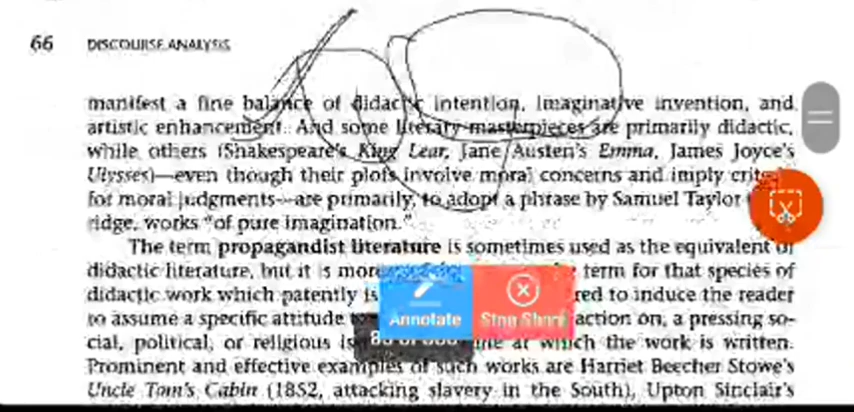 66 DISCOURSE ANALYSIS
manifest a fine balance of didactic intention, imaginative invention, and
artistic enhancement. And some literary masterpieces are primarily didactic,
while others (Shakespeare's King Lear, Jane Austen's Emma, James Joyce's
Ulysses)—even though their plots involve moral concerns and imply
for moral judgments—are primarily, to adopt a phrase by Samuel Taylor
ridge, works "of pure imagination."
The term propagandist literature is sometimes used as the equivalent of
didactic literature, but it is more term for that species of
didactic work which patently is red to induce the reader
to assume a specific attitude action on, a pressing so-
cial, political, or religious is at which the work is written.
Prominent and effective examples of such works are Harriet Beecher Stowe's
Uncle Tom's Cabin (1852, attacking slavery in the South), Upton Sinclair's
Annotate Stop Share